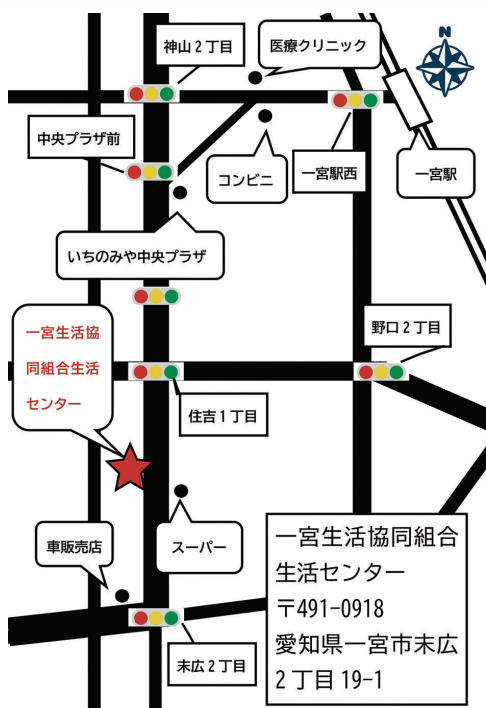 神山2丁目
医療クリニック
N
中央プラザ前
コンビニ
一宮駅西
一宮駅
いちのみや中央プラザ
一宮生活協
同組合生活
センター
野口2丁目
住吉1丁目
車販売店
スーパー
末広2丁目
一宮生活協同組合
生活センター
〒491-0918
愛知県一宮市末広
2丁目19-1